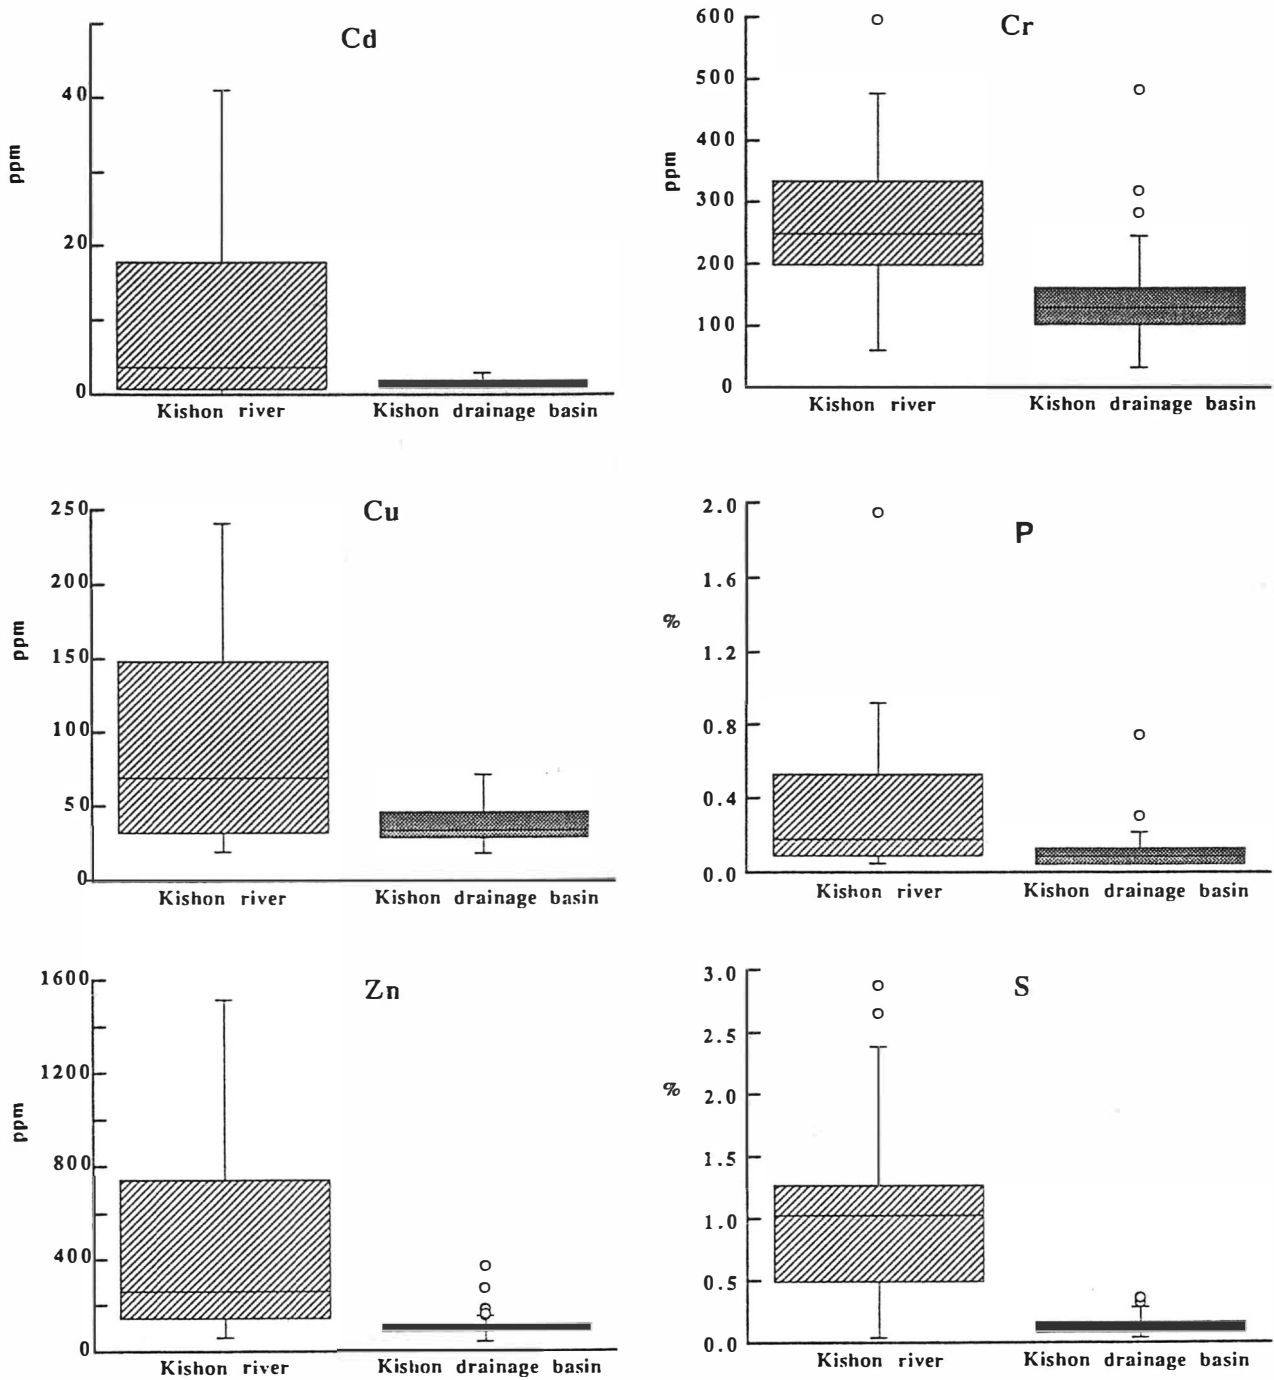 Cd
40
20
0
ppm
Kishon river Kishon drainage basin
Cr
600
500
400
300
200
100
0
ppm
Kishon river Kishon drainage basin
Cu
250
200
150
100
50
0
ppm
Kishon river Kishon drainage basin
P
2.0
1.6
1.2
0.8
0.4
0.0
%
Kishon river Kishon drainage basin
Zn
1600
1200
800
400
0
ppm
Kishon river Kishon drainage basin
S
3.0
2.5
2.0
1.5
1.0
0.5
0.0
%
Kishon river Kishon drainage basin